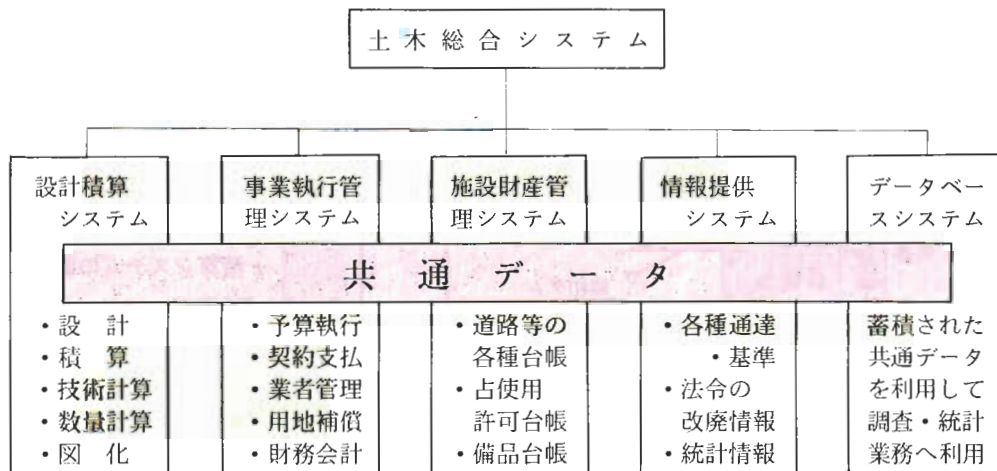 土木総合システム
設計積算
システム
事業執行管
理システム
施設財産管
理システム
情報提供
システム
データベー
スシステム
共通データ
・設計
・積算
・技術計算
・数量計算
・図化
・予算執行
・契約支払
・業者管理
・用地補償
・財務会計
・道路等の
各種台帳
・占使用
許可台帳
・備品台帳
・各種通達
・基準
・法令の
改廃情報
・統計情報
蓄積された
共通データ
を利用して
調査・統計
業務へ利用